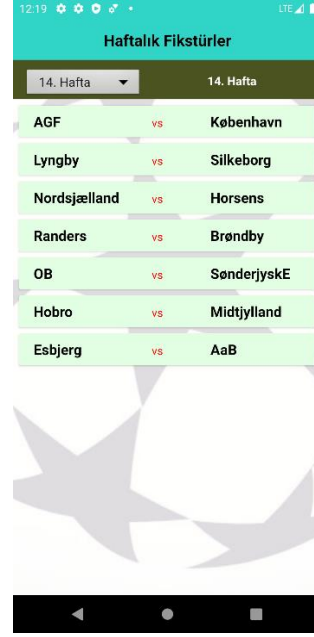 12:19 LTE
Haftalık Fikstürler
14. Hafta 14. Hafta
AGF vs København
Lyngby vs Silkeborg
Nordsjælland vs Horsens
Randers vs Brøndby
OB vs SønderjyskE
Hobro vs Midtjylland
Esbjerg vs AaB